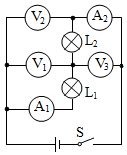 V₂ A₂
L₂
V₁ V₃
L₁
A₁
S